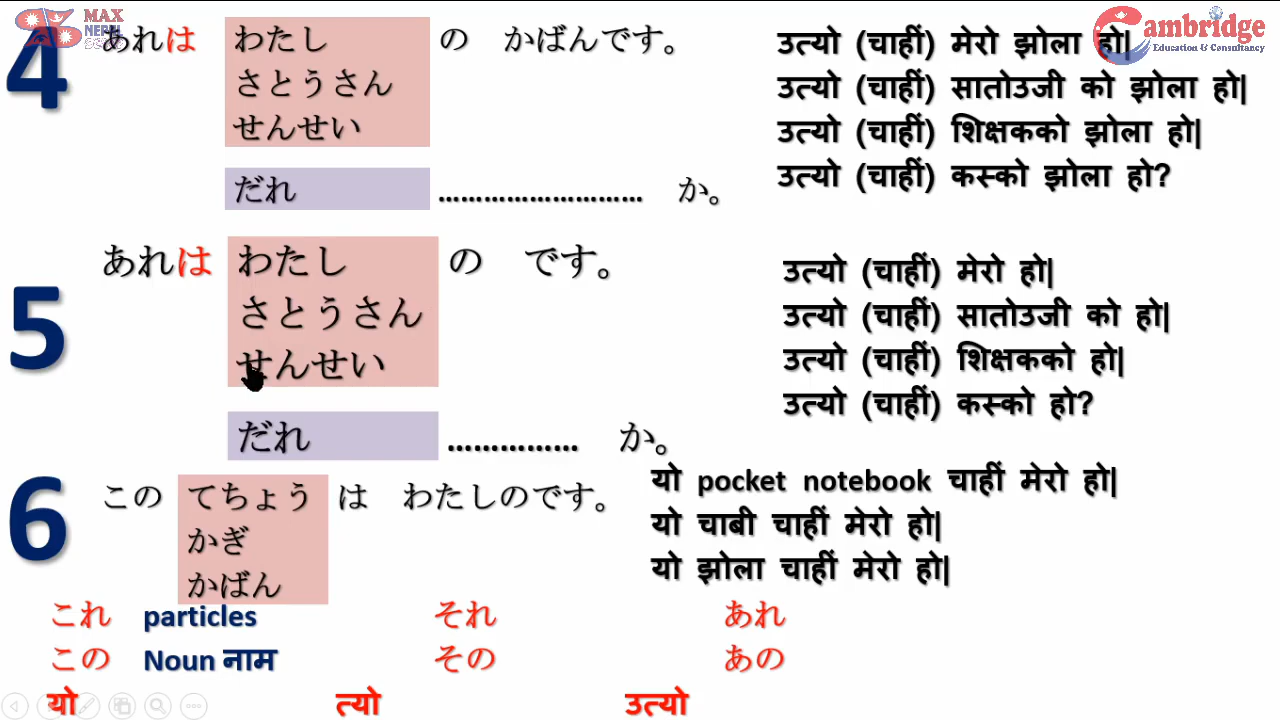 MAX
NEPAL
Cambridge
Education & Consultancy
4
あれは わたし の かばんです。
さとうさん
せんせい
だれ ........................... か。
उत्यो (चाहीं) मेरो झोला हो|
उत्यो (चाहीं) सातोउजी को झोला हो|
उत्यो (चाहीं) शिक्षकको झोला हो|
उत्यो (चाहीं) कस्को झोला हो?
5
あれは わたし の です。
さとうさん
せんせい
だれ ................. か。
उत्यो (चाहीं) मेरो हो|
उत्यो (चाहीं) सातोउजी को हो|
उत्यो (चाहीं) शिक्षकको हो|
उत्यो (चाहीं) कस्को हो?
6
この てちょう は わたしのです。
かぎ
かばん
यो pocket notebook चाहीं मेरो हो|
यो चाबी चाहीं मेरो हो|
यो झोला चाहीं मेरो हो|
これ particles それ あれ
この Noun नाम その あの
यो त्यो उत्यो